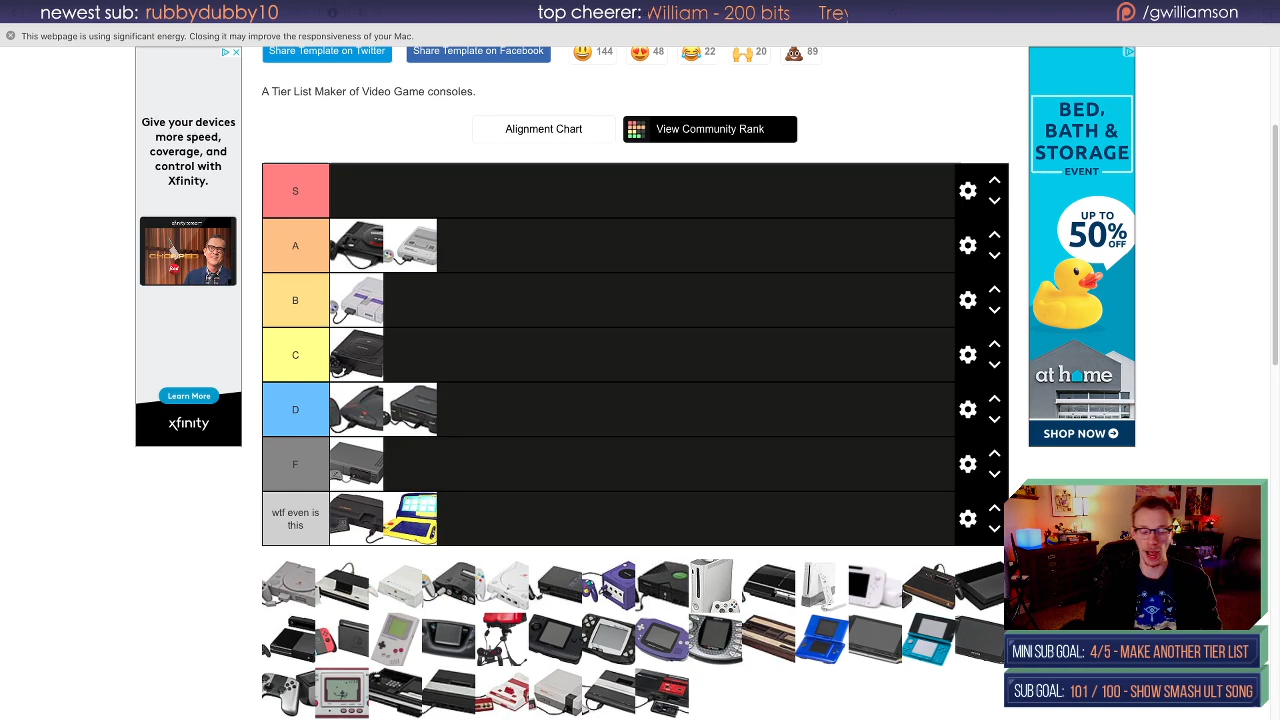 newest sub: rubbydubby10 top cheerer: William - 200 bits Trey /gwilliamson
This webpage is using significant energy. Closing it may improve the responsiveness of your Mac.
Share Template on Twitter Share Template on Facebook 144 48 22 20 89
A Tier List Maker of Video Game consoles.
Alignment Chart View Community Rank
S
A
B
C
D
F
wtf even is
this
Give your devices
more speed,
coverage, and
control with
Xfinity.
CHOPPED
food
Learn More
xfinity
BED,
BATH &
STORAGE
EVENT
UP TO
50%
OFF
at home
SHOP NOW
MINI SUB GOAL: 4/5 - MAKE ANOTHER TIER LIST
SUB GOAL: 101 / 100 - SHOW SMASH ULT SONG